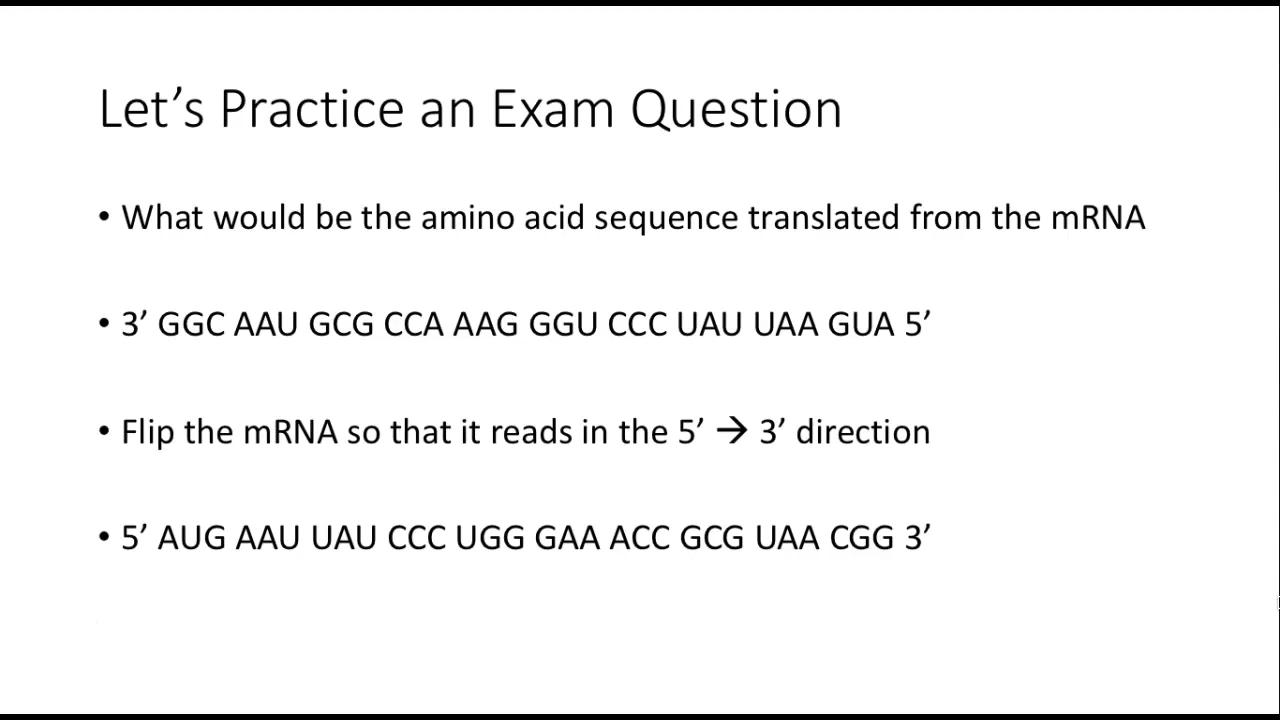 Let’s Practice an Exam Question
• What would be the amino acid sequence translated from the mRNA
• 3’ GGC AAU GCG CCA AAG GGU CCC UAU UAA GUA 5’
• Flip the mRNA so that it reads in the 5’ → 3’ direction
• 5’ AUG AAU UAU CCC UGG GAA ACC GCG UAA CGG 3’